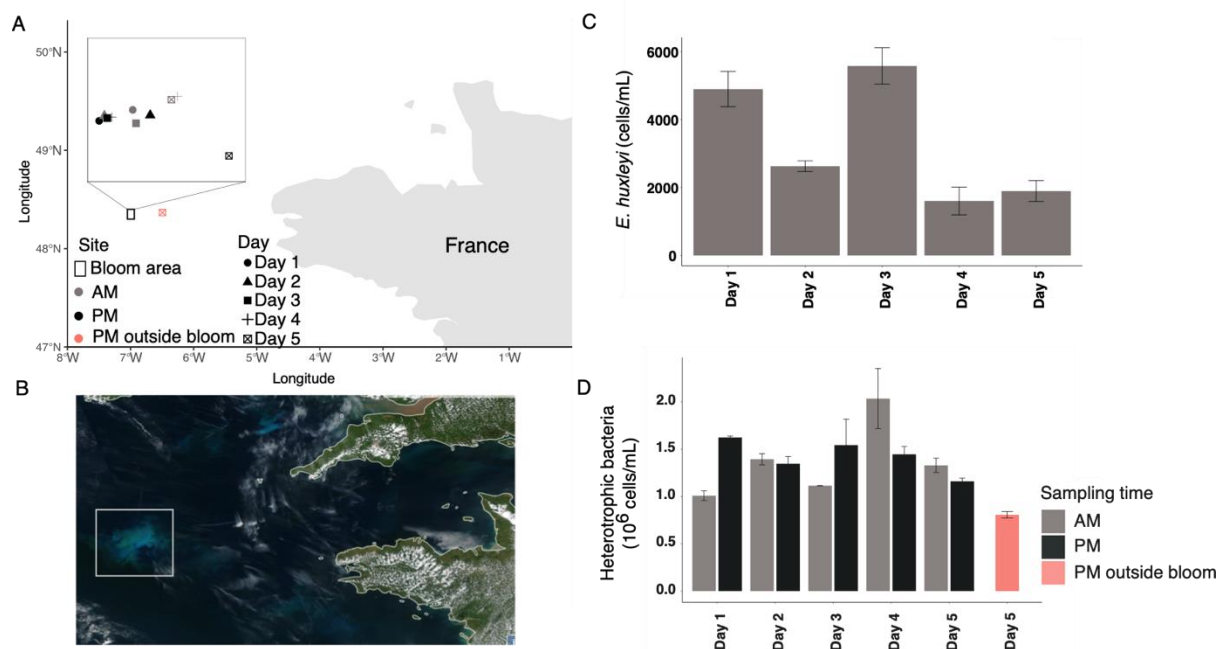 A
50°N
49°N
48°N
47°N
Longitude
8°W
7°W
6°W
5°W
4°W
3°W
2°W
1°W
Longitude
France
Site
Bloom area
AM
PM
PM outside bloom
Day
Day 1
Day 2
Day 3
Day 4
Day 5
B
C
E. huxleyi (cells/mL)
6000
4000
2000
0
Day 1
Day 2
Day 3
Day 4
Day 5
D
Heterotrophic bacteria
(10⁶ cells/mL)
2.0
1.5
1.0
0.5
0.0
Day 1
Day 2
Day 3
Day 4
Day 5
Day 5
Sampling time
AM
PM
PM outside bloom